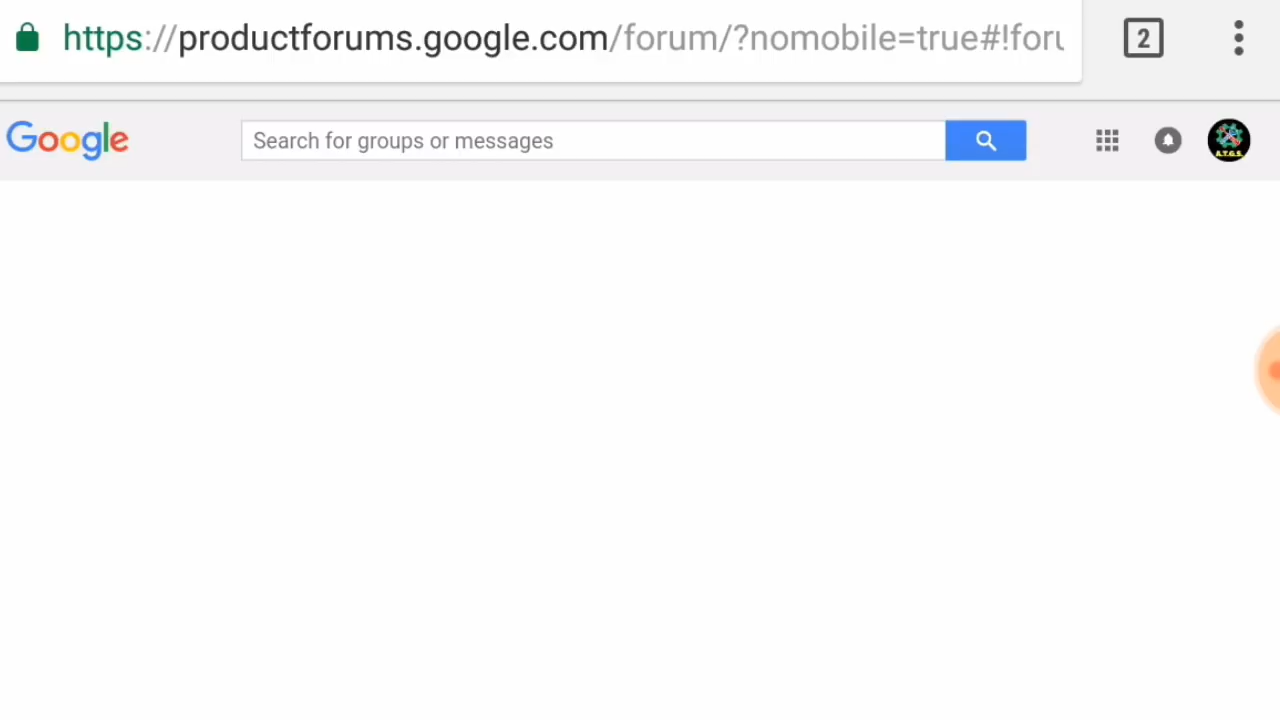 https://productforums.google.com/forum/?nomobile=true#!foru
2
Google
Search for groups or messages
A.T.G.S.